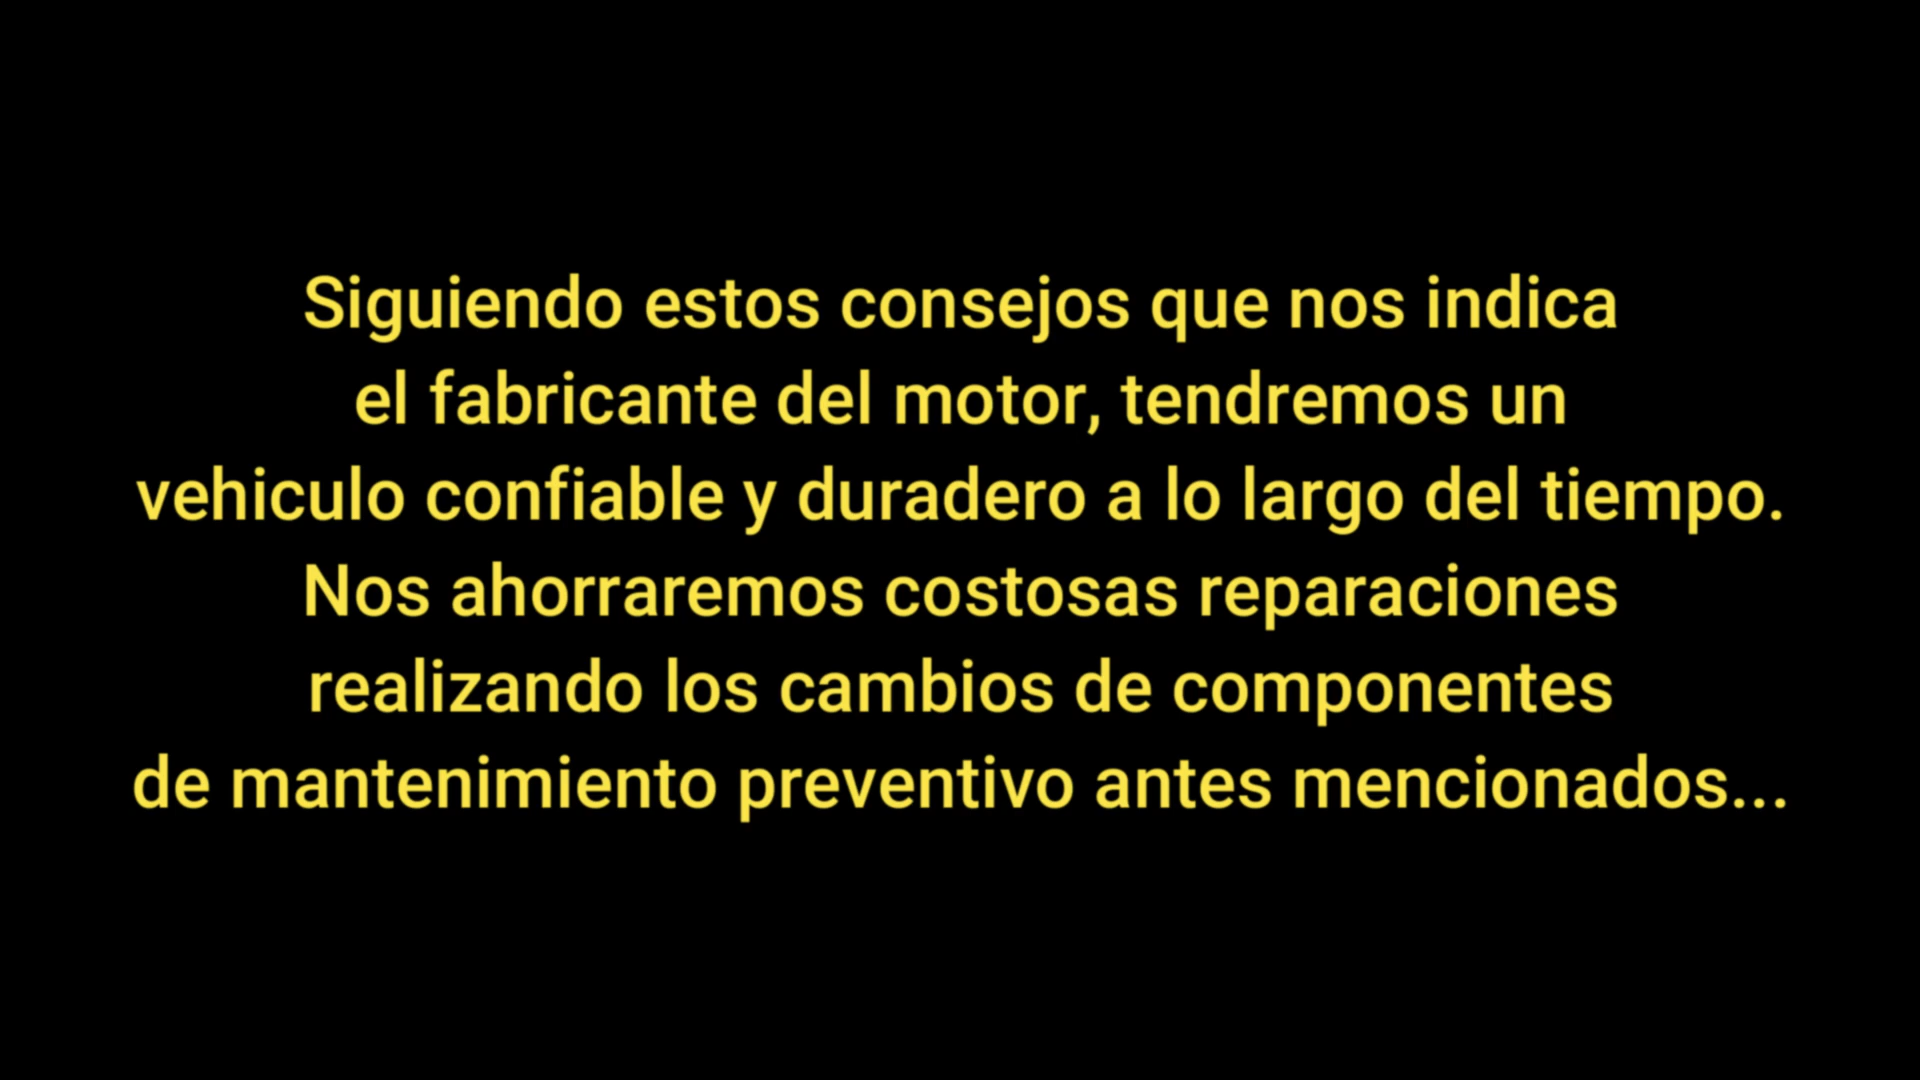 Siguiendo estos consejos que nos indica
el fabricante del motor, tendremos un
vehiculo confiable y duradero a lo largo del tiempo.
Nos ahorraremos costosas reparaciones
realizando los cambios de componentes
de mantenimiento preventivo antes mencionados...